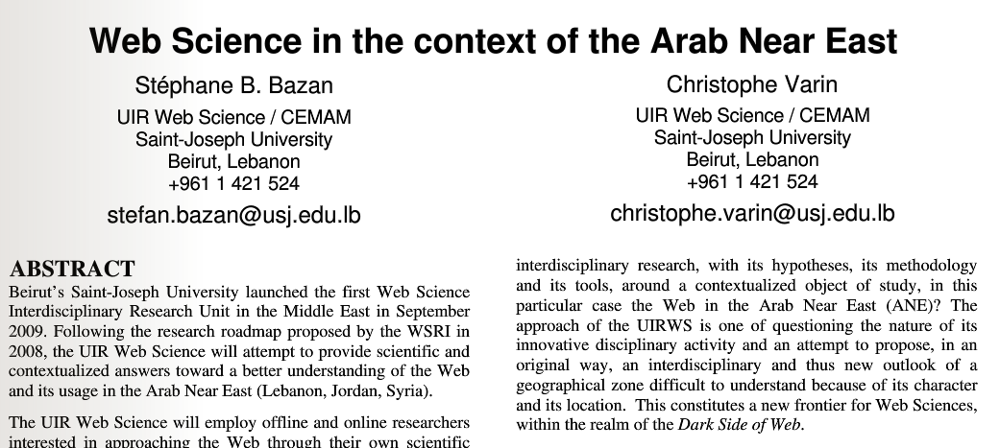 Web Science in the context of the Arab Near East
Stéphane B. Bazan
UIR Web Science / CEMAM
Saint-Joseph University
Beirut, Lebanon
+961 1 421 524
stefan.bazan@usj.edu.lb
Christophe Varin
UIR Web Science / CEMAM
Saint-Joseph University
Beirut, Lebanon
+961 1 421 524
christophe.varin@usj.edu.lb
ABSTRACT
Beirut's Saint-Joseph University launched the first Web Science
Interdisciplinary Research Unit in the Middle East in September
2009. Following the research roadmap proposed by the WSRI in
2008, the UIR Web Science will attempt to provide scientific and
contextualized answers toward a better understanding of the Web
and its usage in the Arab Near East (Lebanon, Jordan, Syria).
The UIR Web Science will employ offline and online researchers
interested in approaching the Web through their own scientific
interdisciplinary research, with its hypotheses, its methodology
and its tools, around a contextualized object of study, in this
particular case the Web in the Arab Near East (ANE)? The
approach of the UIRWS is one of questioning the nature of its
innovative disciplinary activity and an attempt to propose, in an
original way, an interdisciplinary and thus new outlook of a
geographical zone difficult to understand because of its character
and its location. This constitutes a new frontier for Web Sciences,
within the realm of the Dark Side of Web.